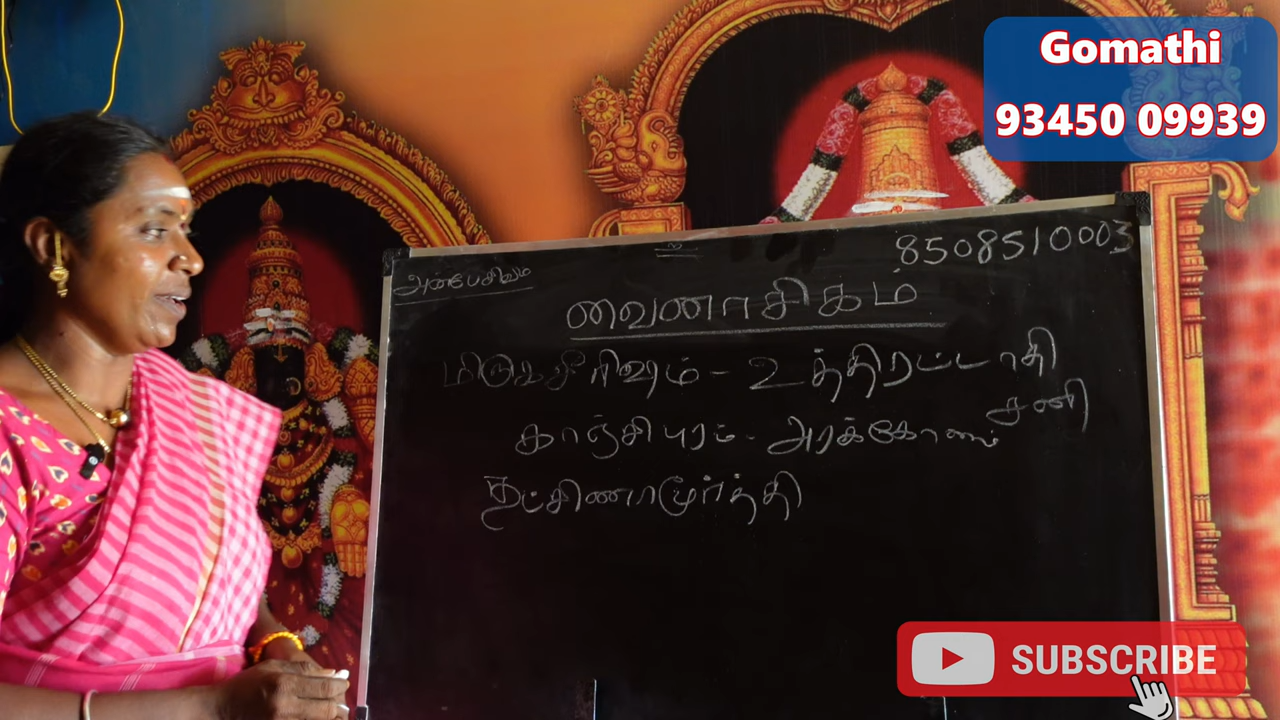 Gomathi
93450 09939
8508510003
அன்பேசிவம்
வைனாசிகம்
மிருகசீரிஷம் - உத்திரட்டாதி
சனி
காஞ்சிபுரம் - அரக்கோணம்
தட்சிணாமூர்த்தி
SUBSCRIBE